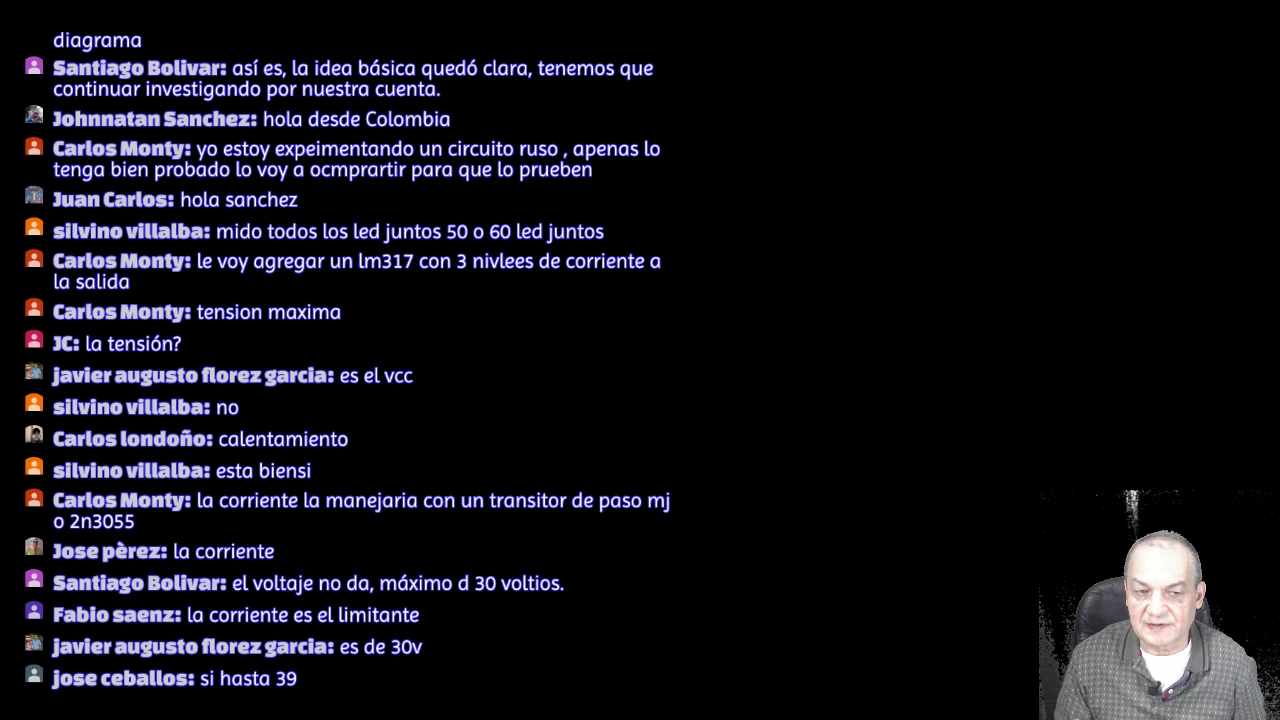 diagrama
Santiago Bolivar: así es, la idea básica quedó clara, tenemos que
continuar investigando por nuestra cuenta.
Johnnatan Sanchez: hola desde Colombia
Carlos Monty: yo estoy expeimentando un circuito ruso , apenas lo
tenga bien probado lo voy a ocmprartir para que lo prueben
Juan Carlos: hola sanchez
silvino villalba: mido todos los led juntos 50 o 60 led juntos
Carlos Monty: le voy agregar un lm317 con 3 nivlees de corriente a
la salida
Carlos Monty: tension maxima
JC: la tensión?
javier augusto florez garcia: es el vcc
silvino villalba: no
Carlos londoño: calentamiento
silvino villalba: esta biensi
Carlos Monty: la corriente la manejaria con un transitor de paso mj
o 2n3055
Jose pèrez: la corriente
Santiago Bolivar: el voltaje no da, máximo d 30 voltios.
Fabio saenz: la corriente es el limitante
javier augusto florez garcia: es de 30v
jose ceballos: si hasta 39